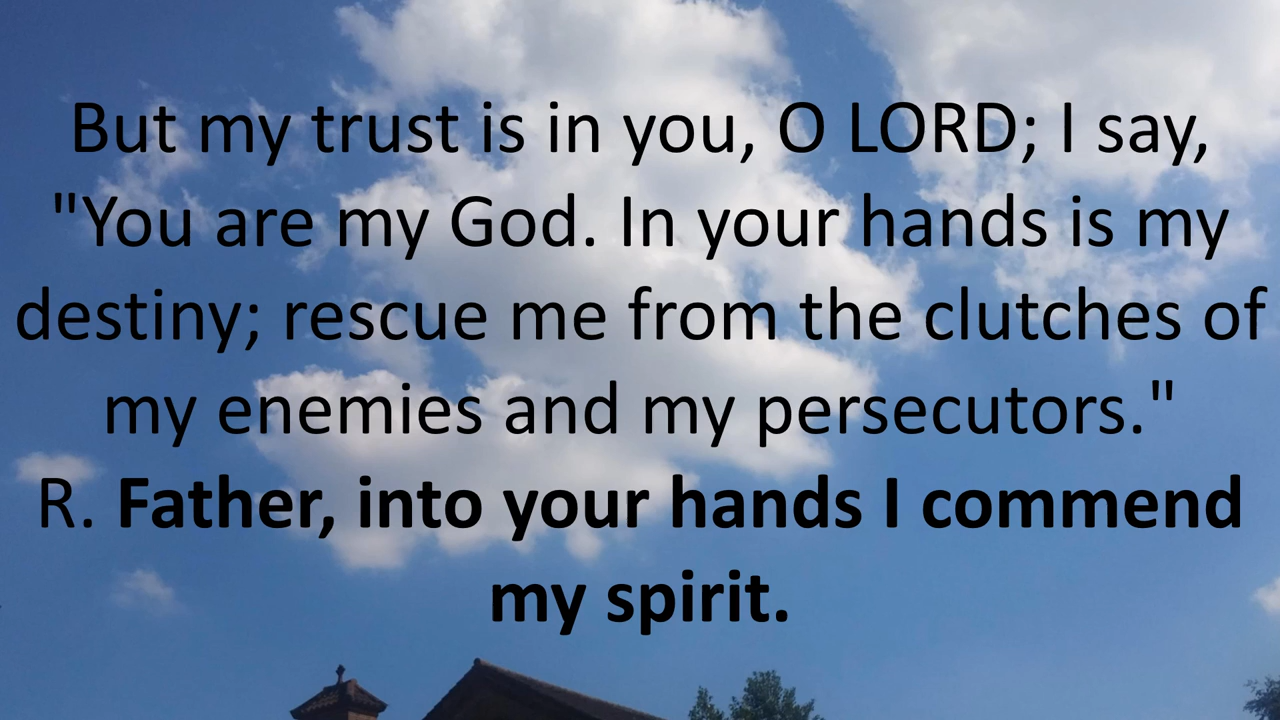 But my trust is in you, O LORD; I say,
"You are my God. In your hands is my
destiny; rescue me from the clutches of
my enemies and my persecutors."
R. Father, into your hands I commend
my spirit.